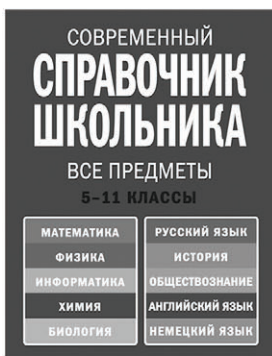 СОВРЕМЕННЫЙ
СПРАВОЧНИК
ШКОЛЬНИКА
ВСЕ ПРЕДМЕТЫ
5–11 КЛАССЫ
МАТЕМАТИКА
ФИЗИКА
ИНФОРМАТИКА
ХИМИЯ
БИОЛОГИЯ
РУССКИЙ ЯЗЫК
ИСТОРИЯ
ОБЩЕСТВОЗНАНИЕ
АНГЛИЙСКИЙ ЯЗЫК
НЕМЕЦКИЙ ЯЗЫК